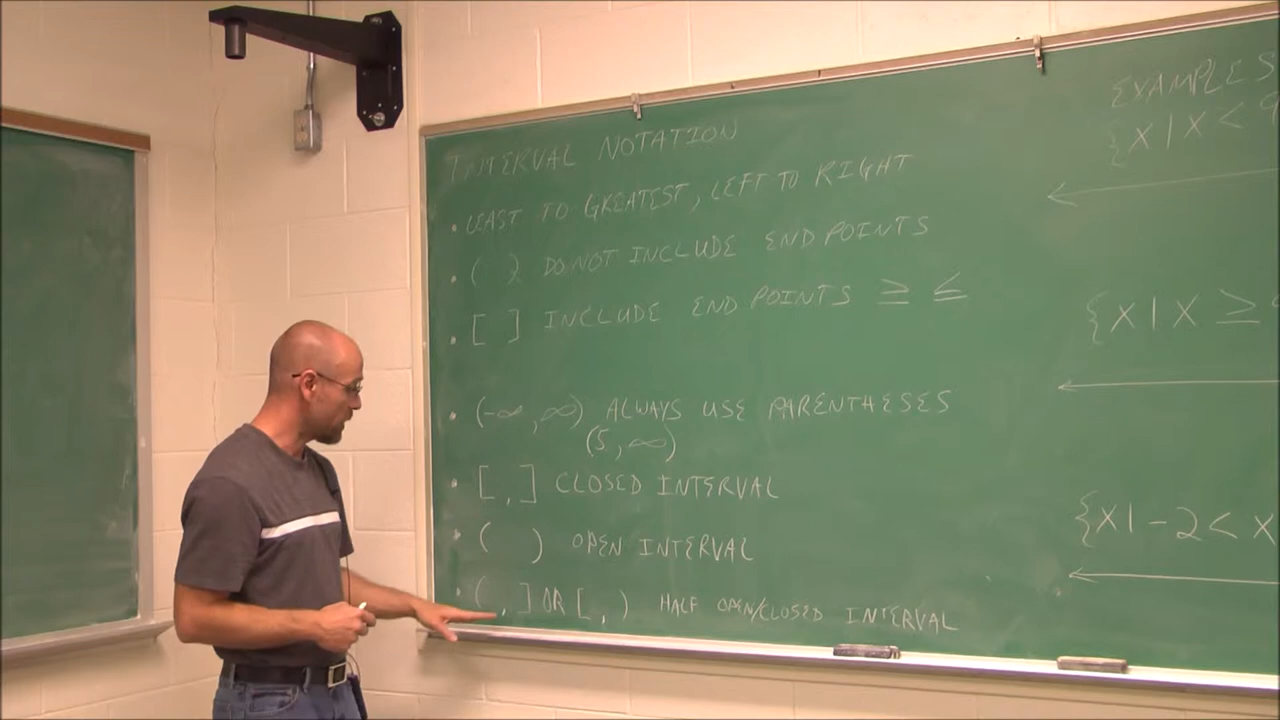 INTERVAL NOTATION
• LEAST TO GREATEST, LEFT TO RIGHT
• ( ) DO NOT INCLUDE END POINTS
• [ ] INCLUDE END POINTS ≥ ≤
• (-∞, ∞) ALWAYS USE PARENTHESES
(5, ∞)
• [ , ] CLOSED INTERVAL
• ( ) OPEN INTERVAL
• ( , ] OR [ , ) HALF OPEN/CLOSED INTERVAL
EXAMPLES
{X | X <
{X | X ≥
{X | -2 < X